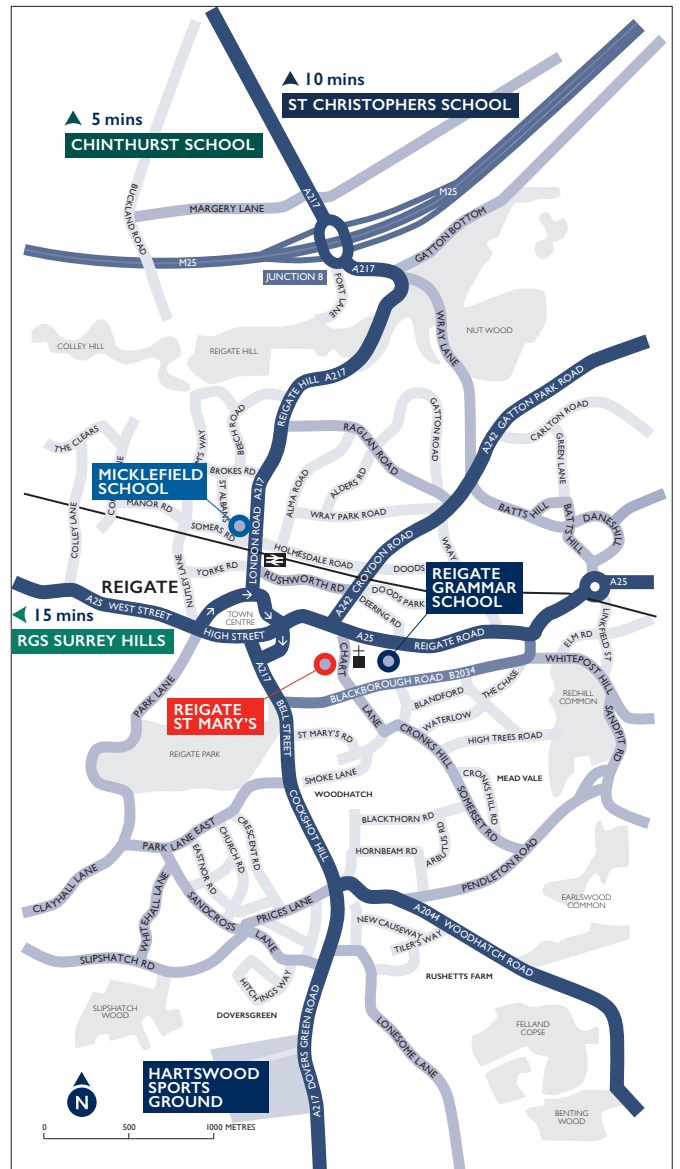 10 mins
ST CHRISTOPHERS SCHOOL
5 mins
CHINTHURST SCHOOL
A217
M25
BUCKLAND ROAD
MARGERY LANE
GATTON BOTTOM
M25
A217
JUNCTION 8
FORT LANE
WRAY LANE
NUT WOOD
COLLEY HILL
REIGATE HILL
REIGATE HILL A217
A242 GATTON PARK ROAD
CARLTON ROAD
GREEN LANE
THE CLEARS
BEECH ROAD
RAGLAN ROAD
GATTON ROAD
M'S WAY
BROKES RD
MICKLEFIELD
SCHOOL
ST ALBANS
ALMA ROAD
ALDERS RD
MANOR RD
SOMERS RD
LONDON ROAD A217
WRAY PARK ROAD
BATTS HILL
BATTS HILL
DANESHILL
COLLEY LANE
NUTLEY LANE
YORKE RD
HOLMESDALE ROAD
RUSHWORTH RD
A242 CROYDON ROAD
DOODS
WRAY
DOODS PARK
DEERING RD
REIGATE
GRAMMAR
SCHOOL
REIGATE
A25 WEST STREET
TOWN
CENTRE
HIGH STREET
A25
15 mins
RGS SURREY HILLS
A25
REIGATE ROAD
ELM RD
LINKFIELD ST
A217
CHART
LANE
BLACKBOROUGH ROAD B2034
WHITEPOST HILL
REDHILL
COMMON
SANDPIT RD
PARK LANE
REIGATE
ST MARY'S
BELL STREET
BLANDFORD
THE CHASE
WATERLOW
ST MARY'S RD
HIGH TREES ROAD
CRONKS HILL
REIGATE PARK
SMOKE LANE
WOODHATCH
CRONKS HILL RD
MEAD VALE
SOMERSET RD
COCKSHOT HILL
BLACKTHORN RD
ARBUTUS RD
HORNBEAM RD
PENDLETON ROAD
PARK LANE EAST
CRESCENT RD
CHURCH RD
EASTNOR RD
CLAYHALL LANE
WHITEHALL LANE
SANDCROSS
LANE
PRICES LANE
EARLSWOOD
COMMON
A2044 WOODHATCH ROAD
NEW CAUSEWAY
TILER'S WAY
SLIPSHATCH RD
HITCHINGS WAY
RUSHETTS FARM
SLIPSHATCH
WOOD
DOVERSGREEN
A217 DOVERS GREEN ROAD
LONESOME LANE
FELLAND
COPSE
BENTING
WOOD
HARTSWOOD
SPORTS
GROUND
N
0 500 1000 METRES